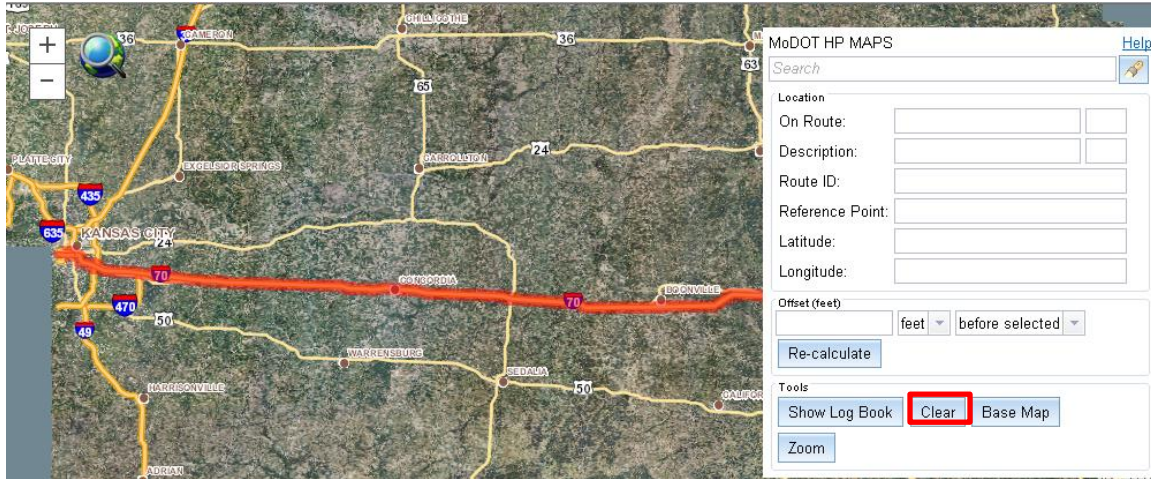 CHILLICOTHE
CAMERON
36
36
63
65
PLATTE CITY
EXCELSIOR SPRINGS
CARROLLTON
24
435
635
KANSAS CITY
24
70
CONCORDIA
70
BOONVILLE
470
50
49
WARRENSBURG
SEDALIA
50
HARRISONVILLE
CALIFOR
ADRIAN
+
−
MoDOT HP MAPS Help
Search
Location
On Route:
Description:
Route ID:
Reference Point:
Latitude:
Longitude:
Offset (feet)
feet before selected
Re-calculate
Tools
Show Log Book Clear Base Map
Zoom